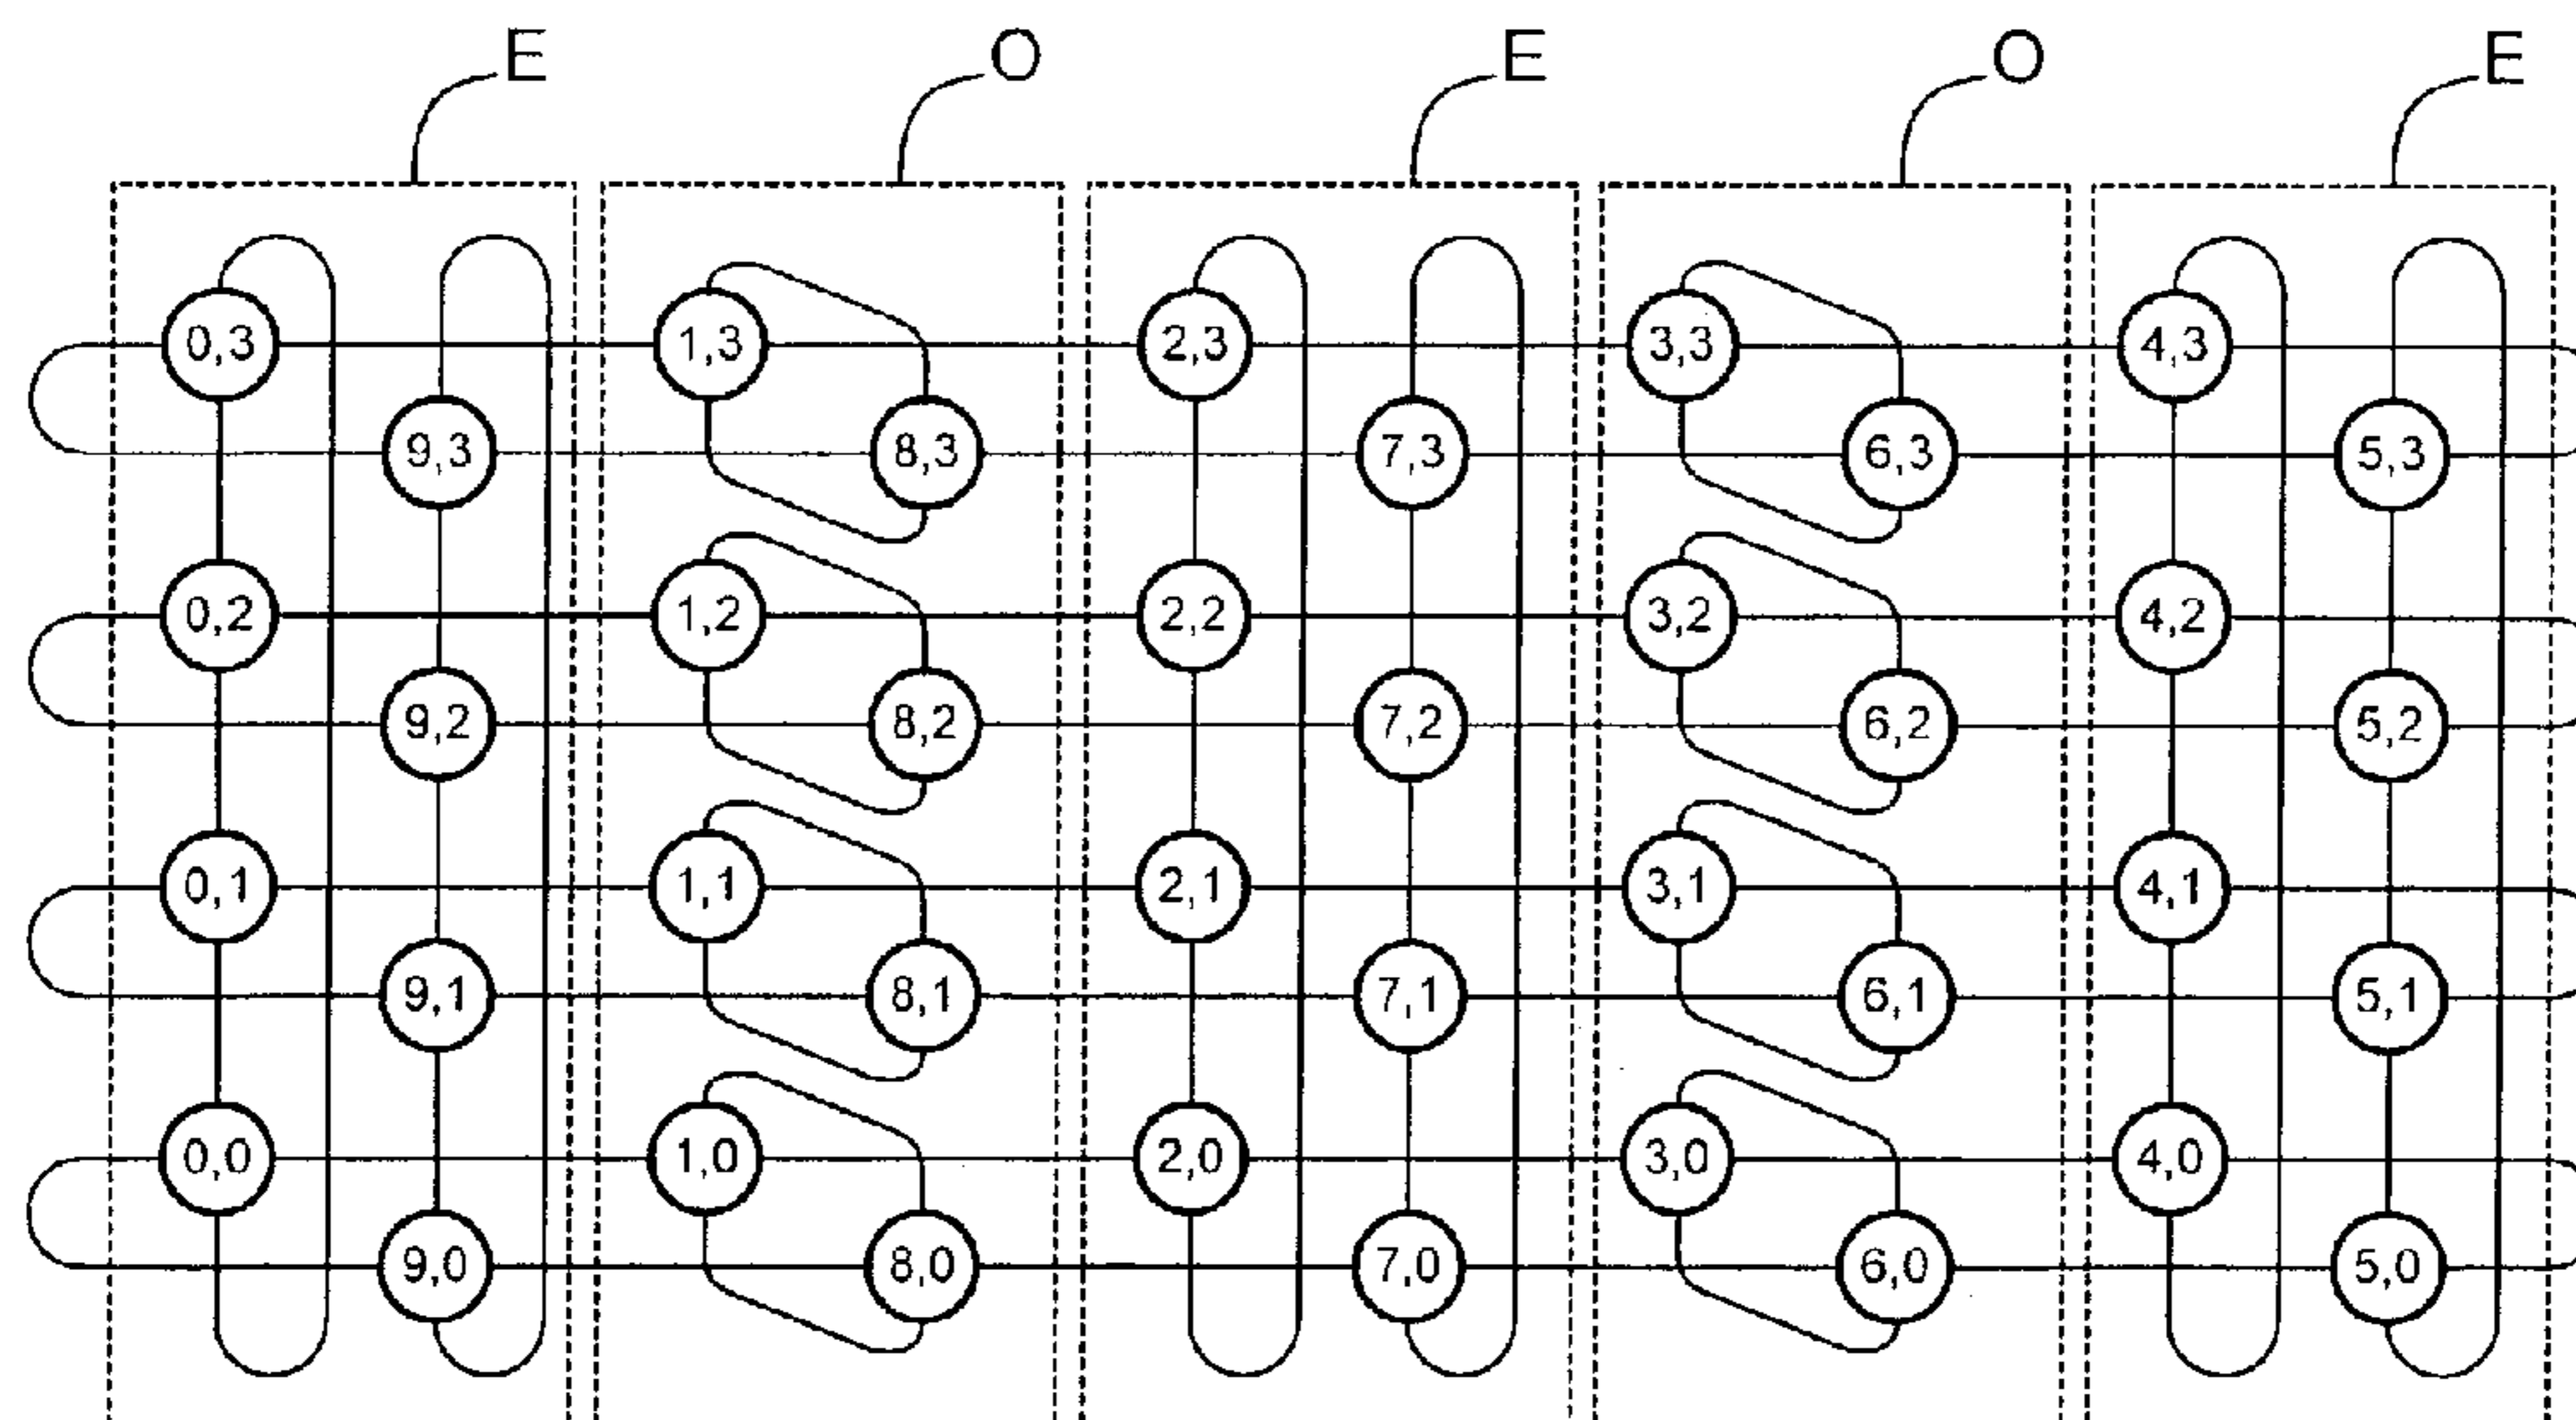 E O E O E
0,3 1,3 2,3 3,3 4,3
9,3 8,3 7,3 6,3 5,3
0,2 1,2 2,2 3,2 4,2
9,2 8,2 7,2 6,2 5,2
0,1 1,1 2,1 3,1 4,1
9,1 8,1 7,1 6,1 5,1
0,0 1,0 2,0 3,0 4,0
9,0 8,0 7,0 6,0 5,0